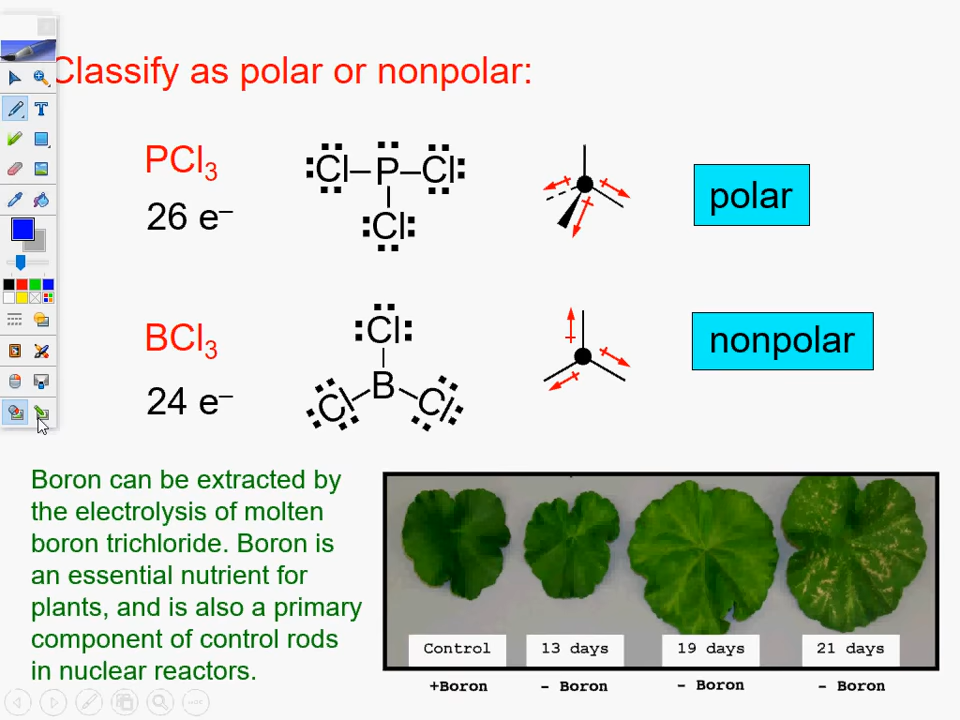 Classify as polar or nonpolar:
PCl₃
26 e⁻
Cl–P–Cl
Cl
polar
BCl₃
24 e⁻
Cl
B
Cl Cl
nonpolar
Boron can be extracted by
the electrolysis of molten
boron trichloride. Boron is
an essential nutrient for
plants, and is also a primary
component of control rods
in nuclear reactors.
Control 13 days 19 days 21 days
+Boron – Boron – Boron – Boron
T